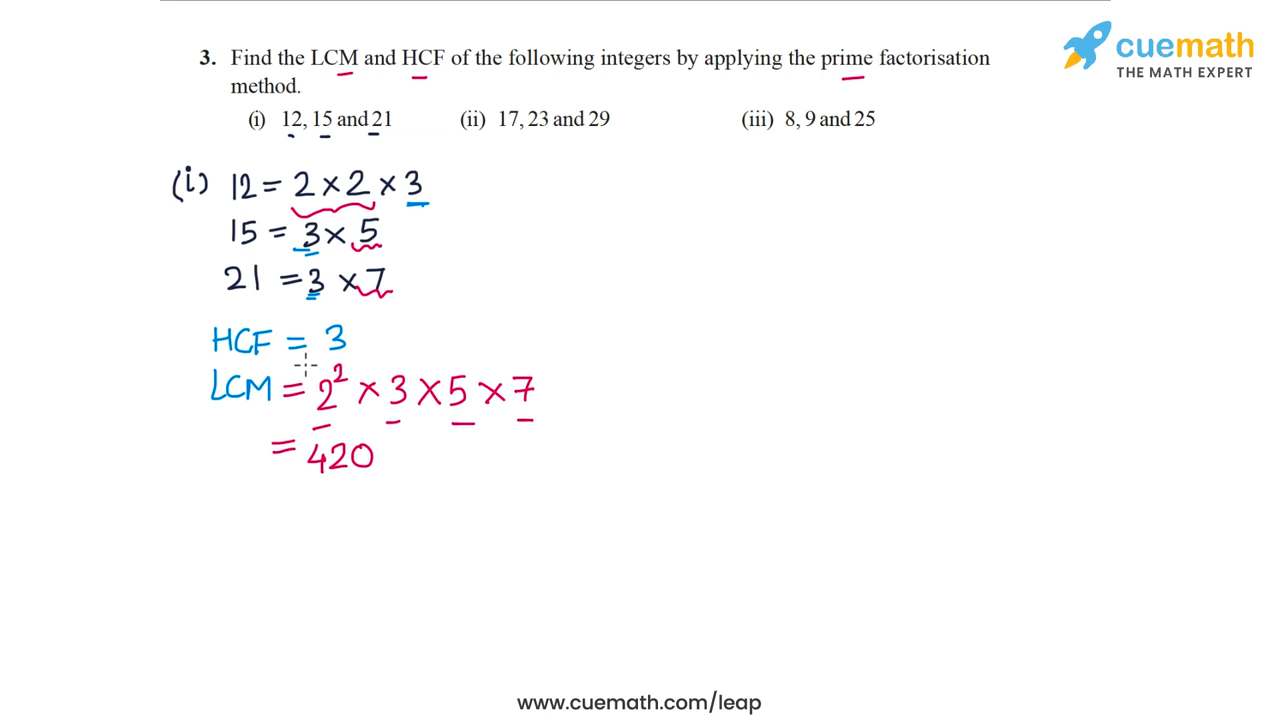 cuemath
THE MATH EXPERT
3. Find the LCM and HCF of the following integers by applying the prime factorisation
method.
(i) 12, 15 and 21 (ii) 17, 23 and 29 (iii) 8, 9 and 25
(i) 12 = 2 × 2 × 3
15 = 3 × 5
21 = 3 × 7
HCF = 3
LCM = 2² × 3 × 5 × 7
= 420
www.cuemath.com/leap